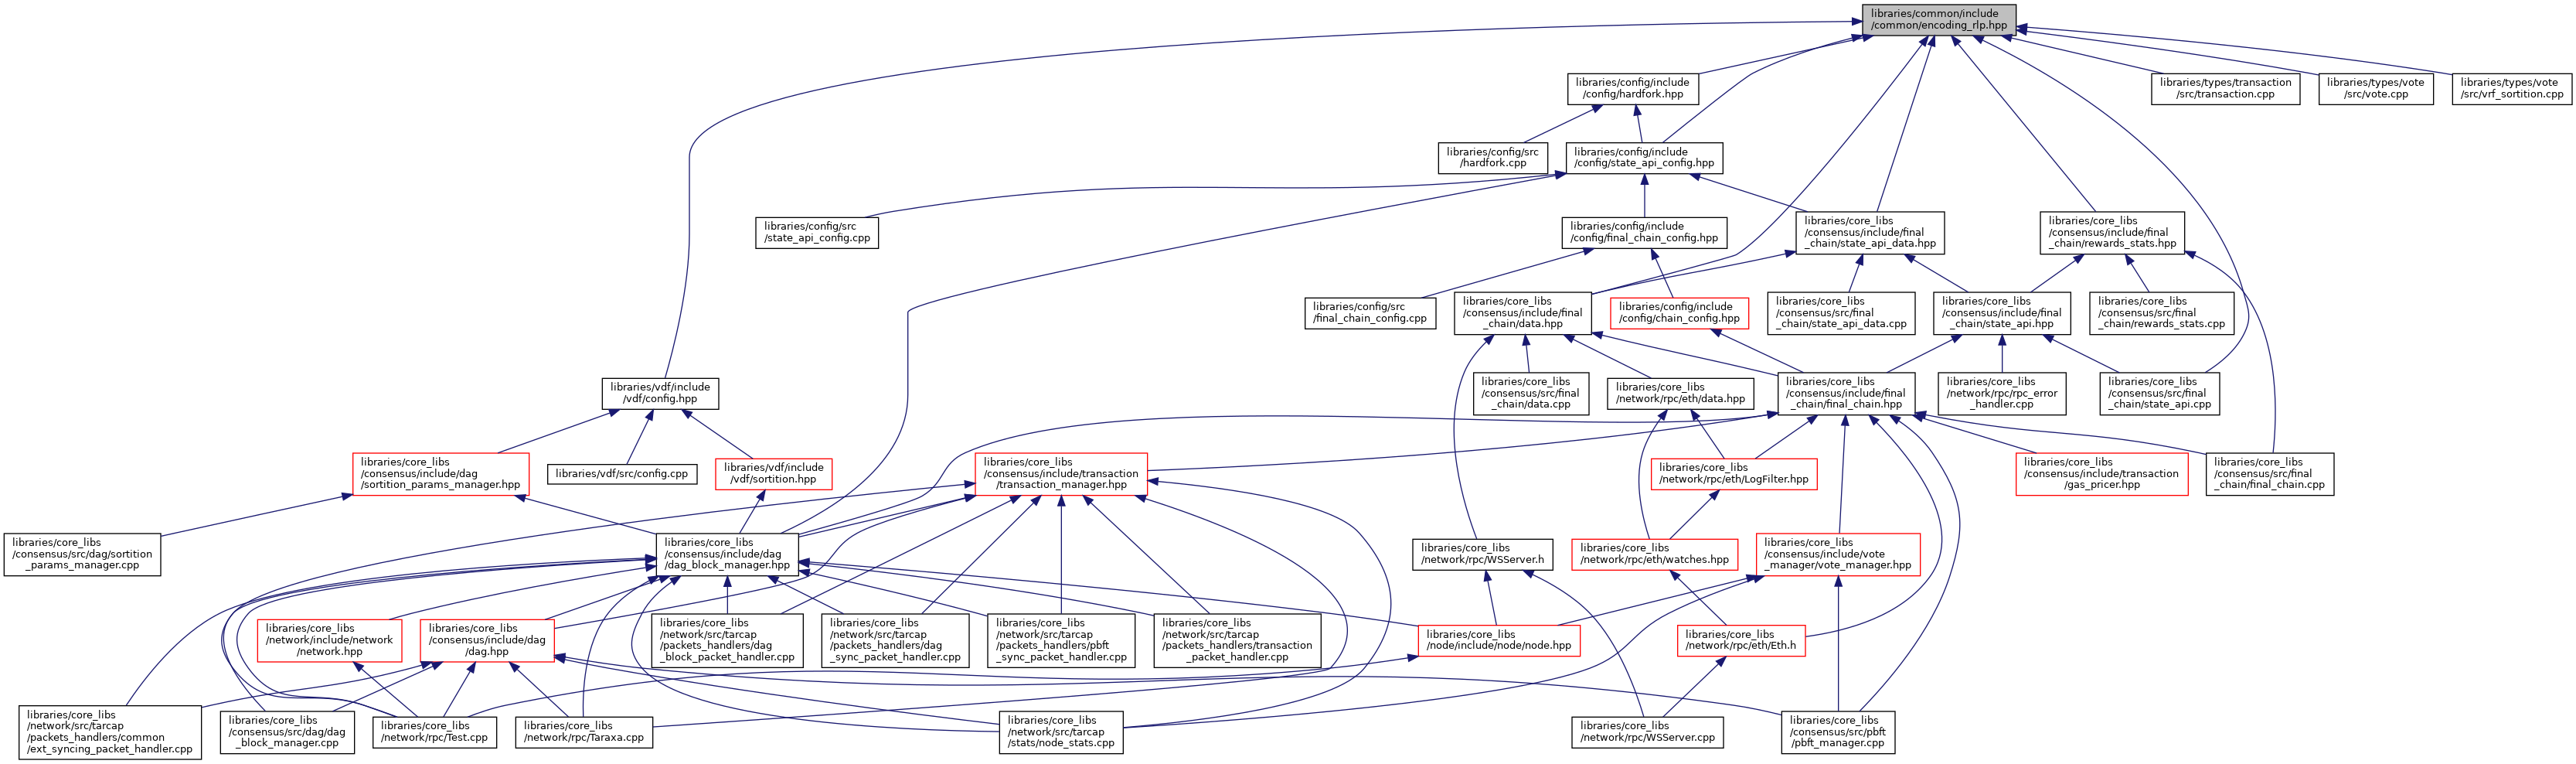 libraries/common/include
/common/encoding_rlp.hpp
libraries/config/include
/config/hardfork.hpp
libraries/types/transaction
/src/transaction.cpp
libraries/types/vote
/src/vote.cpp
libraries/types/vote
/src/vrf_sortition.cpp
libraries/config/src
/hardfork.cpp
libraries/config/include
/config/state_api_config.hpp
libraries/config/src
/state_api_config.cpp
libraries/config/include
/config/final_chain_config.hpp
libraries/core_libs
/consensus/include/final
_chain/state_api_data.hpp
libraries/core_libs
/consensus/include/final
_chain/rewards_stats.hpp
libraries/config/src
/final_chain_config.cpp
libraries/core_libs
/consensus/include/final
_chain/data.hpp
libraries/config/include
/config/chain_config.hpp
libraries/core_libs
/consensus/src/final
_chain/state_api_data.cpp
libraries/core_libs
/consensus/include/final
_chain/state_api.hpp
libraries/core_libs
/consensus/src/final
_chain/rewards_stats.cpp
libraries/vdf/include
/vdf/config.hpp
libraries/core_libs
/consensus/src/final
_chain/data.cpp
libraries/core_libs
/network/rpc/eth/data.hpp
libraries/core_libs
/consensus/include/final
_chain/final_chain.hpp
libraries/core_libs
/network/rpc/rpc_error
_handler.cpp
libraries/core_libs
/consensus/src/final
_chain/state_api.cpp
libraries/core_libs
/consensus/include/dag
/sortition_params_manager.hpp
libraries/vdf/src/config.cpp
libraries/vdf/include
/vdf/sortition.hpp
libraries/core_libs
/consensus/include/transaction
/transaction_manager.hpp
libraries/core_libs
/network/rpc/eth/LogFilter.hpp
libraries/core_libs
/consensus/include/transaction
/gas_pricer.hpp
libraries/core_libs
/consensus/src/final
_chain/final_chain.cpp
libraries/core_libs
/consensus/src/dag/sortition
_params_manager.cpp
libraries/core_libs
/consensus/include/dag
/dag_block_manager.hpp
libraries/core_libs
/network/rpc/WSServer.h
libraries/core_libs
/network/rpc/eth/watches.hpp
libraries/core_libs
/consensus/include/vote
_manager/vote_manager.hpp
libraries/core_libs
/network/include/network
/network.hpp
libraries/core_libs
/consensus/include/dag
/dag.hpp
libraries/core_libs
/network/src/tarcap
/packets_handlers/dag
_block_packet_handler.cpp
libraries/core_libs
/network/src/tarcap
/packets_handlers/dag
_sync_packet_handler.cpp
libraries/core_libs
/network/src/tarcap
/packets_handlers/pbft
_sync_packet_handler.cpp
libraries/core_libs
/network/src/tarcap
/packets_handlers/transaction
_packet_handler.cpp
libraries/core_libs
/node/include/node/node.hpp
libraries/core_libs
/network/rpc/eth/Eth.h
libraries/core_libs
/network/src/tarcap
/packets_handlers/common
/ext_syncing_packet_handler.cpp
libraries/core_libs
/consensus/src/dag/dag
_block_manager.cpp
libraries/core_libs
/network/rpc/Test.cpp
libraries/core_libs
/network/rpc/Taraxa.cpp
libraries/core_libs
/network/src/tarcap
/stats/node_stats.cpp
libraries/core_libs
/network/rpc/WSServer.cpp
libraries/core_libs
/consensus/src/pbft
/pbft_manager.cpp